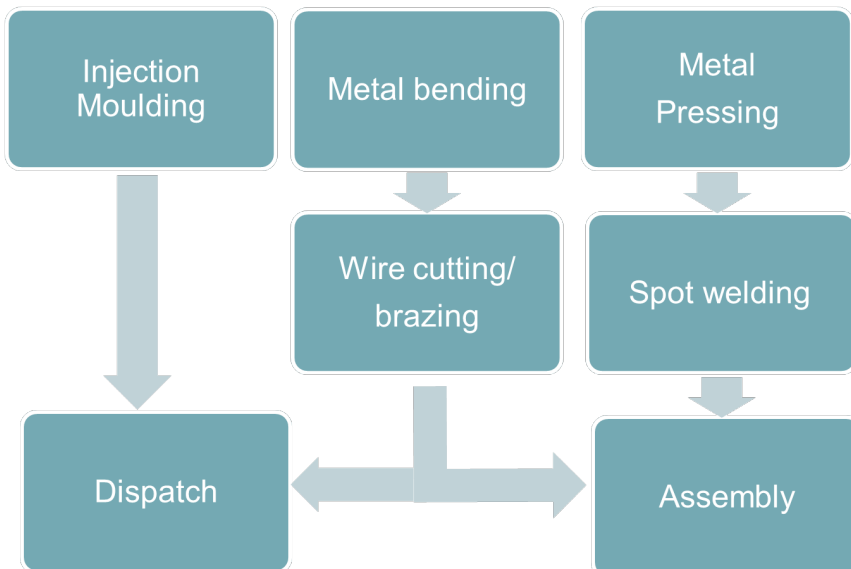 Injection
Moulding
Metal bending
Metal
Pressing
Wire cutting/
brazing
Spot welding
Dispatch
Assembly